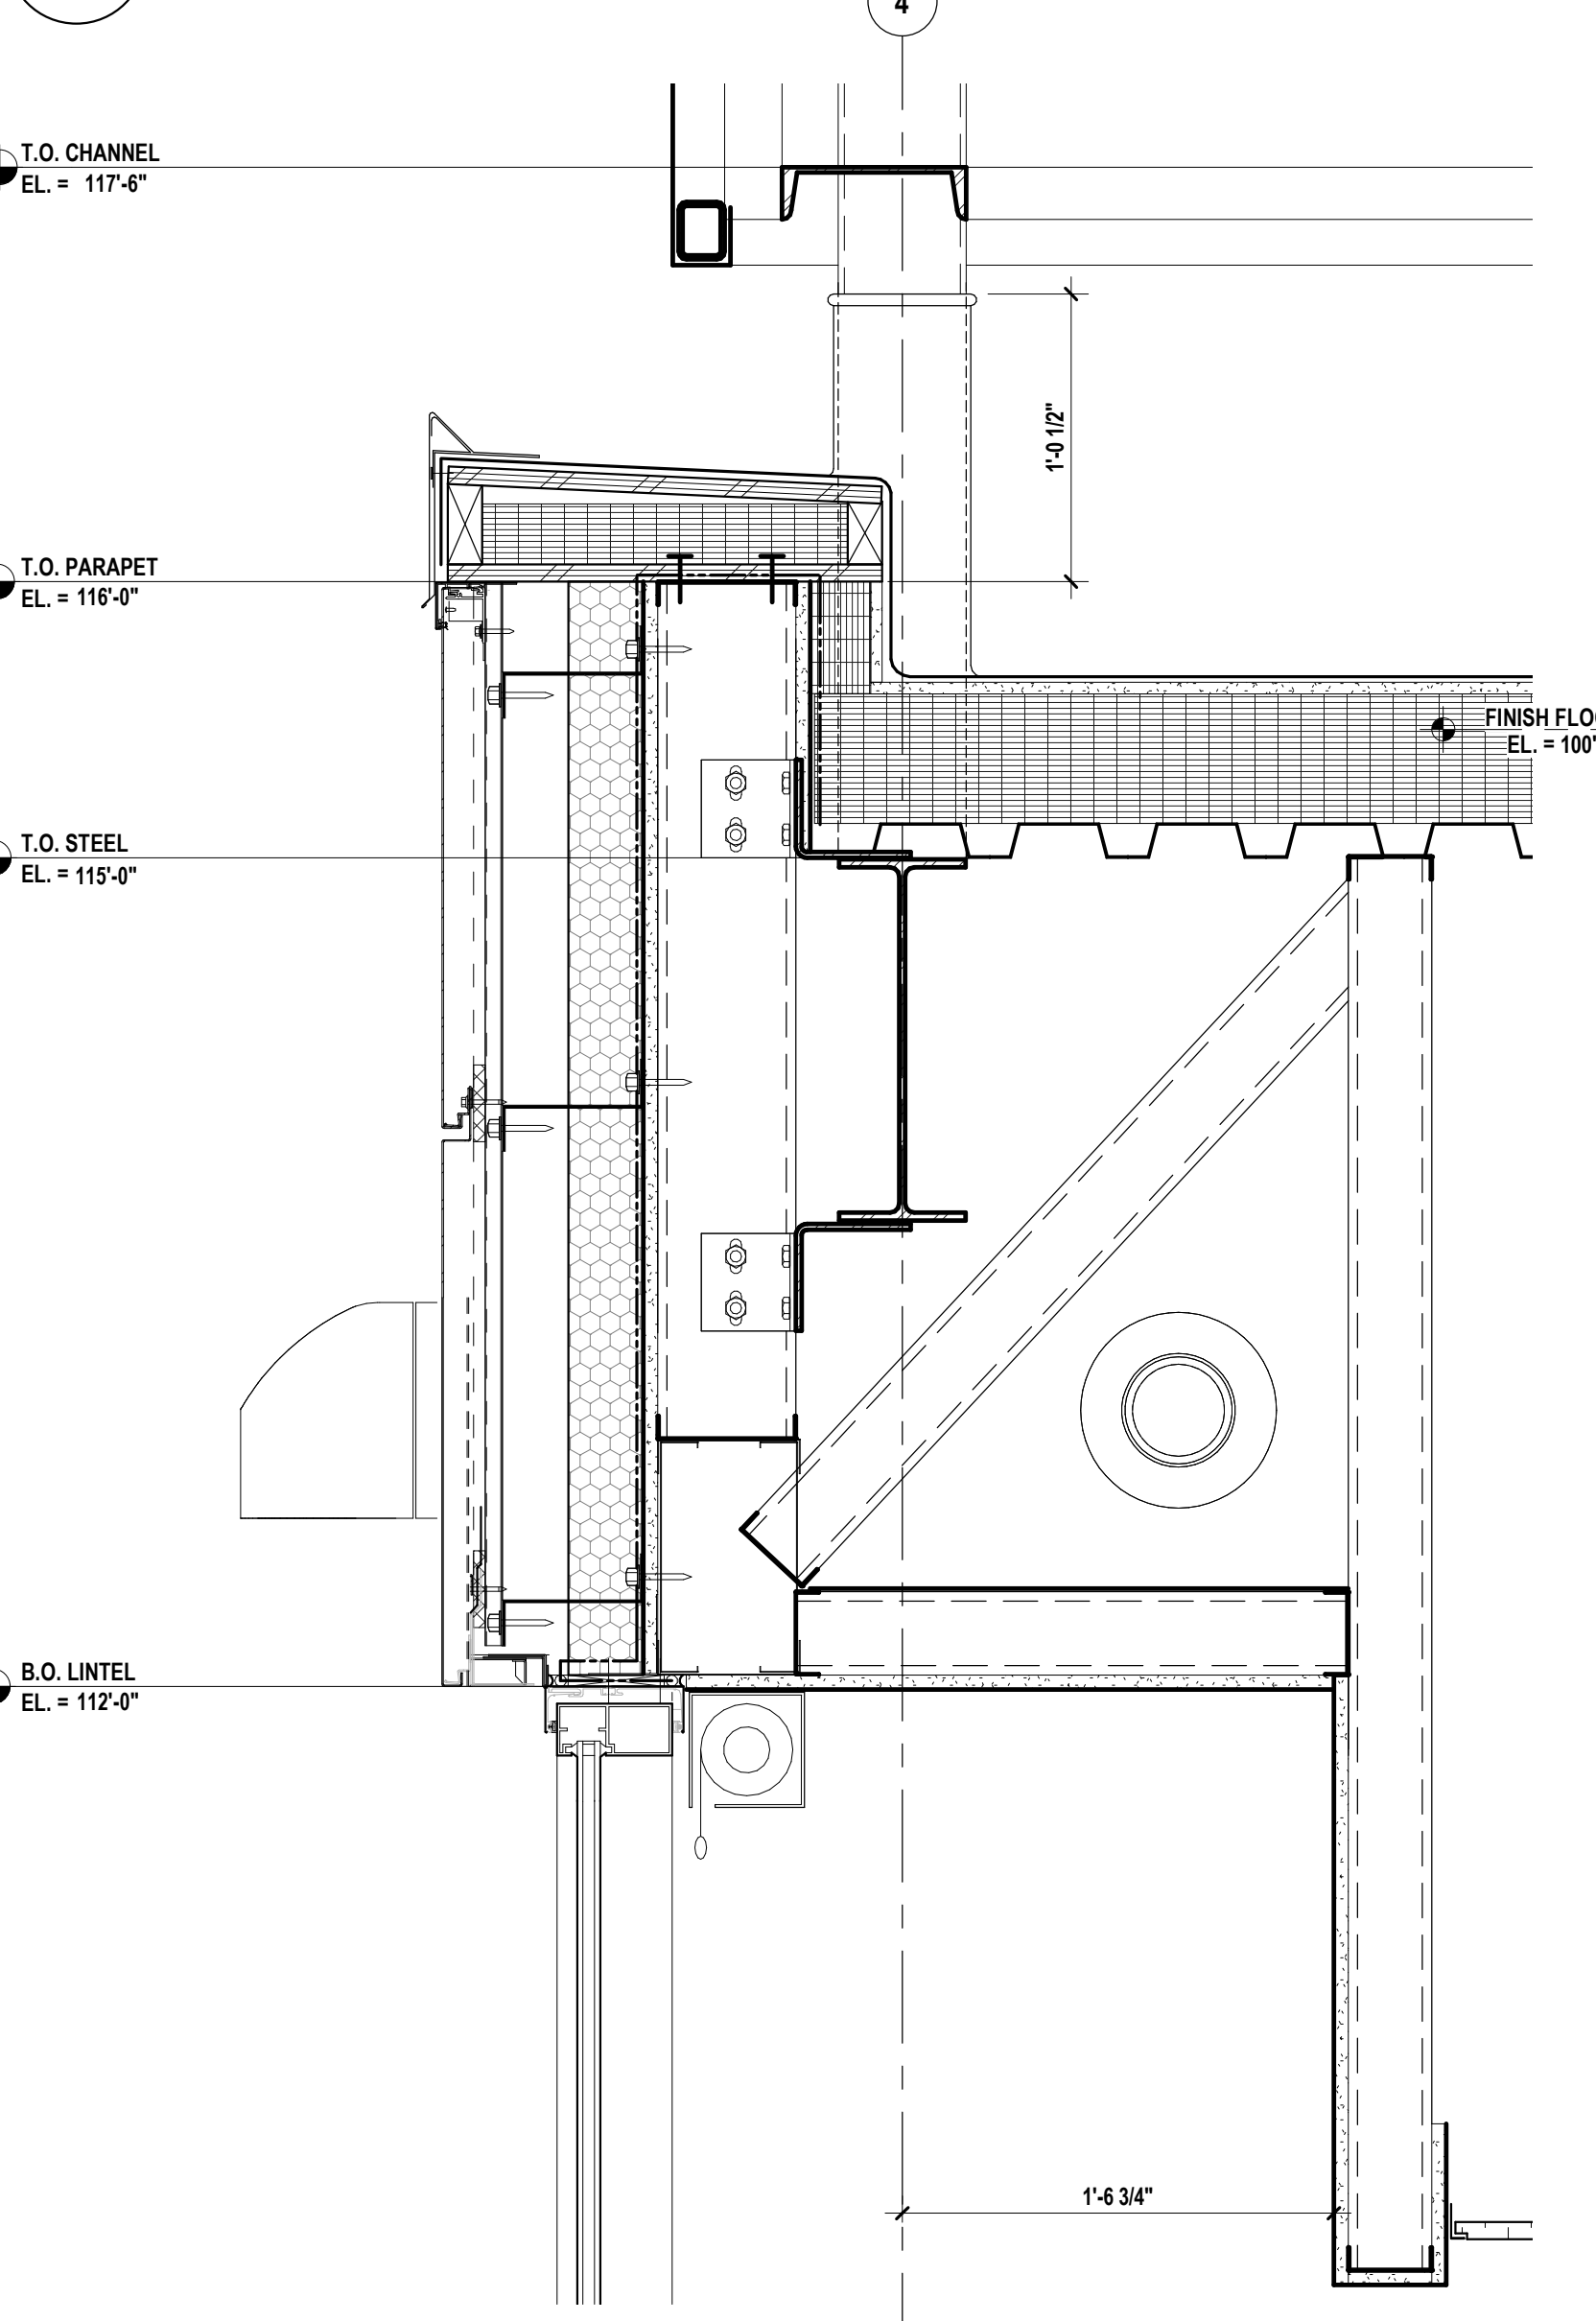 4
T.O. CHANNEL
EL. = 117'-6"
1'-0 1/2"
T.O. PARAPET
EL. = 116'-0"
FINISH
EL. = 100'
T.O. STEEL
EL. = 115'-0"
B.O. LINTEL
EL. = 112'-0"
1'-6 3/4"